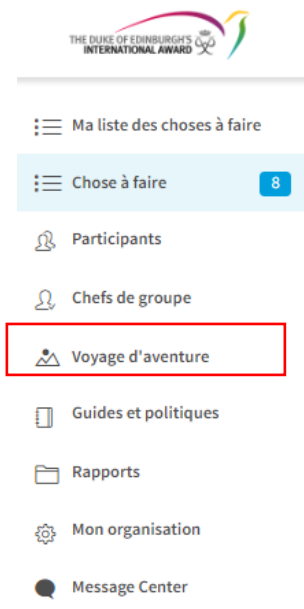 THE DUKE OF EDINBURGH'S
INTERNATIONAL AWARD
Ma liste des choses à faire
Chose à faire 8
Participants
Chefs de groupe
Voyage d'aventure
Guides et politiques
Rapports
Mon organisation
Message Center